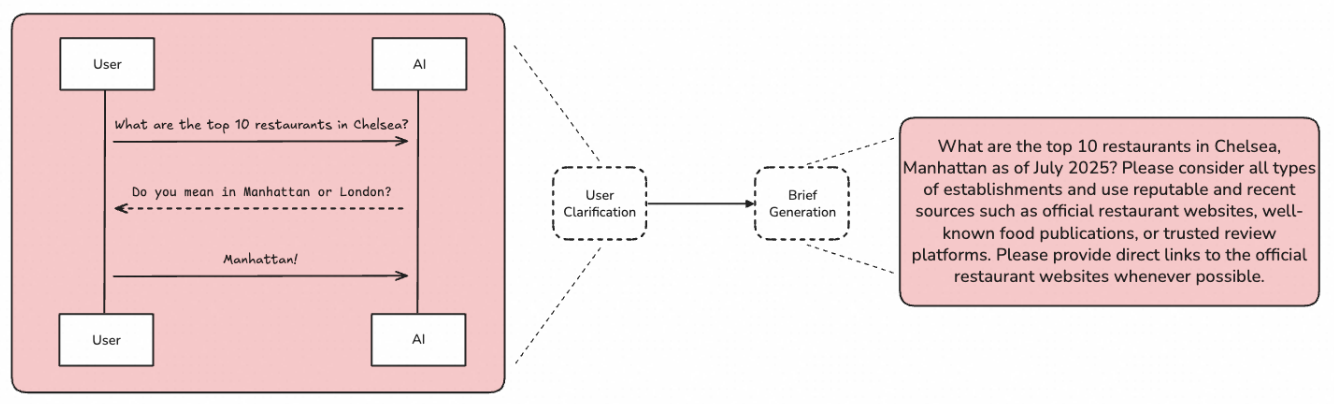 User
AI
What are the top 10 restaurants in Chelsea?
Do you mean in Manhattan or London?
Manhattan!
User
AI
User
Clarification
Brief
Generation
What are the top 10 restaurants in Chelsea,
Manhattan as of July 2025? Please consider all types
of establishments and use reputable and recent
sources such as official restaurant websites, well-
known food publications, or trusted review
platforms. Please provide direct links to the official
restaurant websites whenever possible.